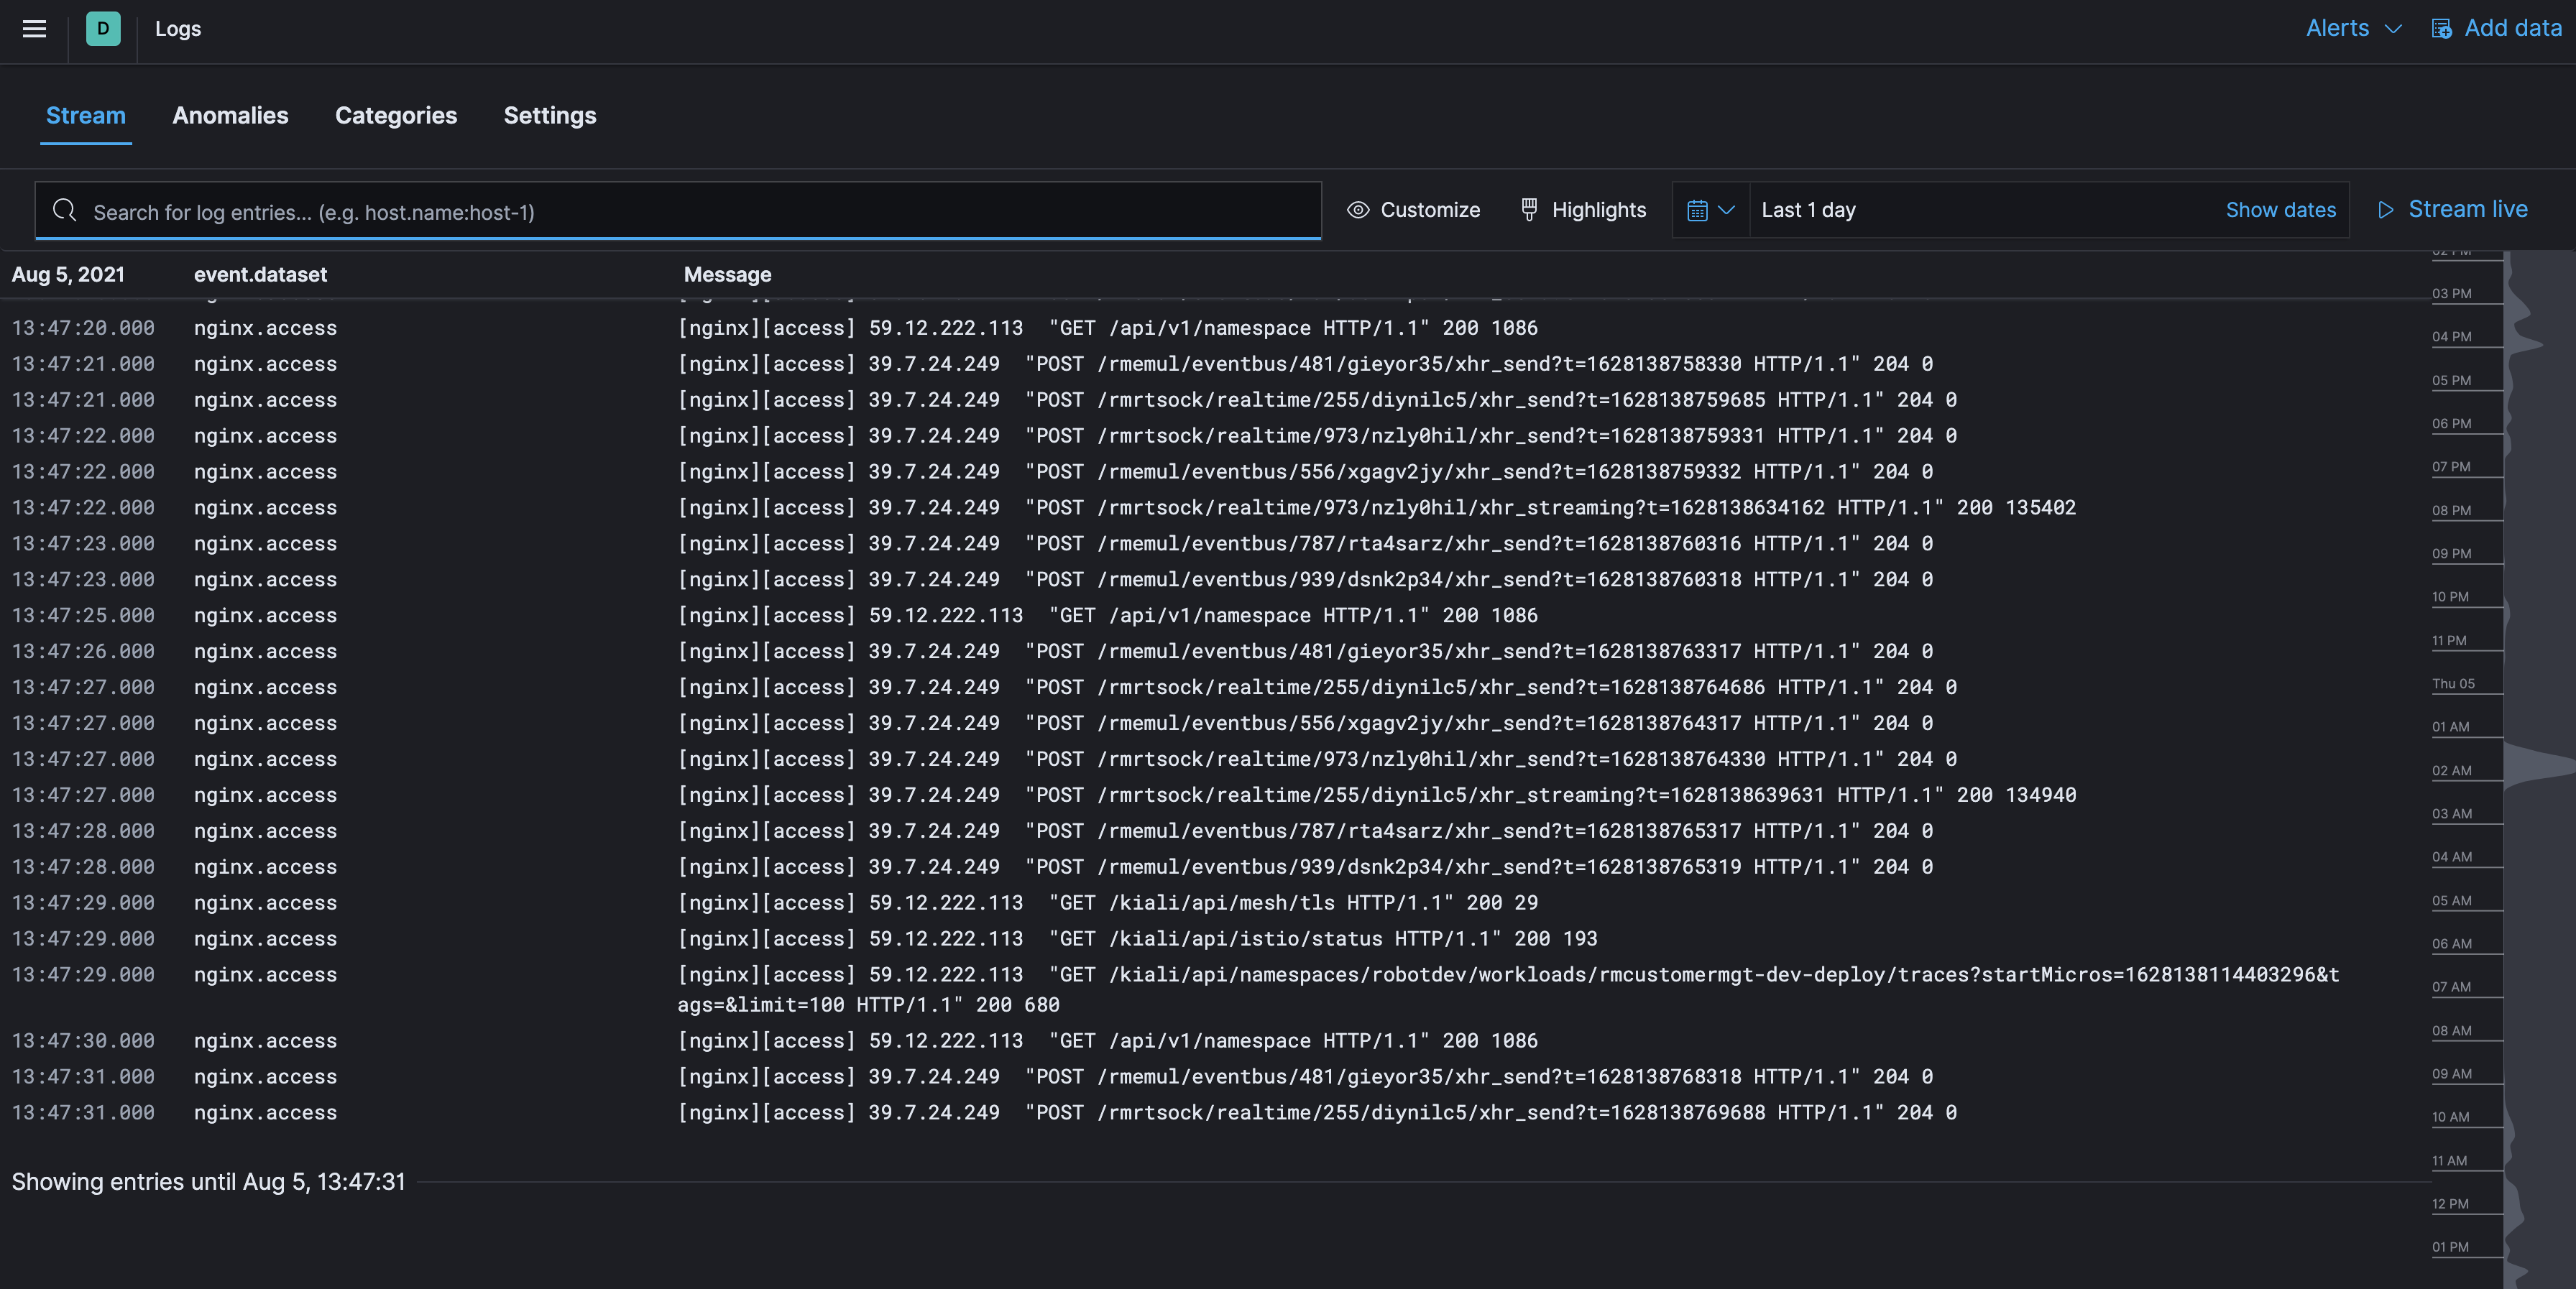 D Logs Alerts Add data
Stream Anomalies Categories Settings
Search for log entries... (e.g. host.name:host-1) Customize Highlights Last 1 day Show dates Stream live
Aug 5, 2021 event.dataset Message
13:47:20.000 nginx.access [nginx][access] 59.12.222.113 "GET /api/v1/namespace HTTP/1.1" 200 1086
13:47:21.000 nginx.access [nginx][access] 39.7.24.249 "POST /rmemul/eventbus/481/gieyor35/xhr_send?t=1628138758330 HTTP/1.1" 204 0
13:47:21.000 nginx.access [nginx][access] 39.7.24.249 "POST /rmrtsock/realtime/255/diynilc5/xhr_send?t=1628138759685 HTTP/1.1" 204 0
13:47:22.000 nginx.access [nginx][access] 39.7.24.249 "POST /rmrtsock/realtime/973/nzly0hil/xhr_send?t=1628138759331 HTTP/1.1" 204 0
13:47:22.000 nginx.access [nginx][access] 39.7.24.249 "POST /rmemul/eventbus/556/xgagv2jy/xhr_send?t=1628138759332 HTTP/1.1" 204 0
13:47:22.000 nginx.access [nginx][access] 39.7.24.249 "POST /rmrtsock/realtime/973/nzly0hil/xhr_streaming?t=1628138634162 HTTP/1.1" 200 135402
13:47:23.000 nginx.access [nginx][access] 39.7.24.249 "POST /rmemul/eventbus/787/rta4sarz/xhr_send?t=1628138760316 HTTP/1.1" 204 0
13:47:23.000 nginx.access [nginx][access] 39.7.24.249 "POST /rmemul/eventbus/939/dsnk2p34/xhr_send?t=1628138760318 HTTP/1.1" 204 0
13:47:25.000 nginx.access [nginx][access] 59.12.222.113 "GET /api/v1/namespace HTTP/1.1" 200 1086
13:47:26.000 nginx.access [nginx][access] 39.7.24.249 "POST /rmemul/eventbus/481/gieyor35/xhr_send?t=1628138763317 HTTP/1.1" 204 0
13:47:27.000 nginx.access [nginx][access] 39.7.24.249 "POST /rmrtsock/realtime/255/diynilc5/xhr_send?t=1628138764686 HTTP/1.1" 204 0
13:47:27.000 nginx.access [nginx][access] 39.7.24.249 "POST /rmemul/eventbus/556/xgagv2jy/xhr_send?t=1628138764317 HTTP/1.1" 204 0
13:47:27.000 nginx.access [nginx][access] 39.7.24.249 "POST /rmrtsock/realtime/973/nzly0hil/xhr_send?t=1628138764330 HTTP/1.1" 204 0
13:47:27.000 nginx.access [nginx][access] 39.7.24.249 "POST /rmrtsock/realtime/255/diynilc5/xhr_streaming?t=1628138639631 HTTP/1.1" 200 134940
13:47:28.000 nginx.access [nginx][access] 39.7.24.249 "POST /rmemul/eventbus/787/rta4sarz/xhr_send?t=1628138765317 HTTP/1.1" 204 0
13:47:28.000 nginx.access [nginx][access] 39.7.24.249 "POST /rmemul/eventbus/939/dsnk2p34/xhr_send?t=1628138765319 HTTP/1.1" 204 0
13:47:29.000 nginx.access [nginx][access] 59.12.222.113 "GET /kiali/api/mesh/tls HTTP/1.1" 200 29
13:47:29.000 nginx.access [nginx][access] 59.12.222.113 "GET /kiali/api/istio/status HTTP/1.1" 200 193
13:47:29.000 nginx.access [nginx][access] 59.12.222.113 "GET /kiali/api/namespaces/robotdev/workloads/rmcustomermgt-dev-deploy/traces?startMicros=1628138114403296&t
ags=&limit=100 HTTP/1.1" 200 680
13:47:30.000 nginx.access [nginx][access] 59.12.222.113 "GET /api/v1/namespace HTTP/1.1" 200 1086
13:47:31.000 nginx.access [nginx][access] 39.7.24.249 "POST /rmemul/eventbus/481/gieyor35/xhr_send?t=1628138768318 HTTP/1.1" 204 0
13:47:31.000 nginx.access [nginx][access] 39.7.24.249 "POST /rmrtsock/realtime/255/diynilc5/xhr_send?t=1628138769688 HTTP/1.1" 204 0
Showing entries until Aug 5, 13:47:31
03 PM
04 PM
05 PM
06 PM
07 PM
08 PM
09 PM
10 PM
11 PM
Thu 05
01 AM
02 AM
03 AM
04 AM
05 AM
06 AM
07 AM
08 AM
09 AM
10 AM
11 AM
12 PM
01 PM